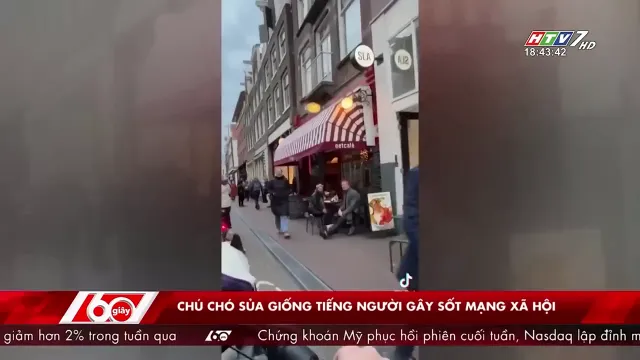 HTV7 HD
18:43:42
SLA
60 giây
CHÚ CHÓ SỦA GIỐNG TIẾNG NGƯỜI GÂY SỐT MẠNG XÃ HỘI
giảm hơn 2% trong tuần qua 60 Chứng khoán Mỹ phục hồi phiên cuối tuần, Nasdaq lập đỉnh m